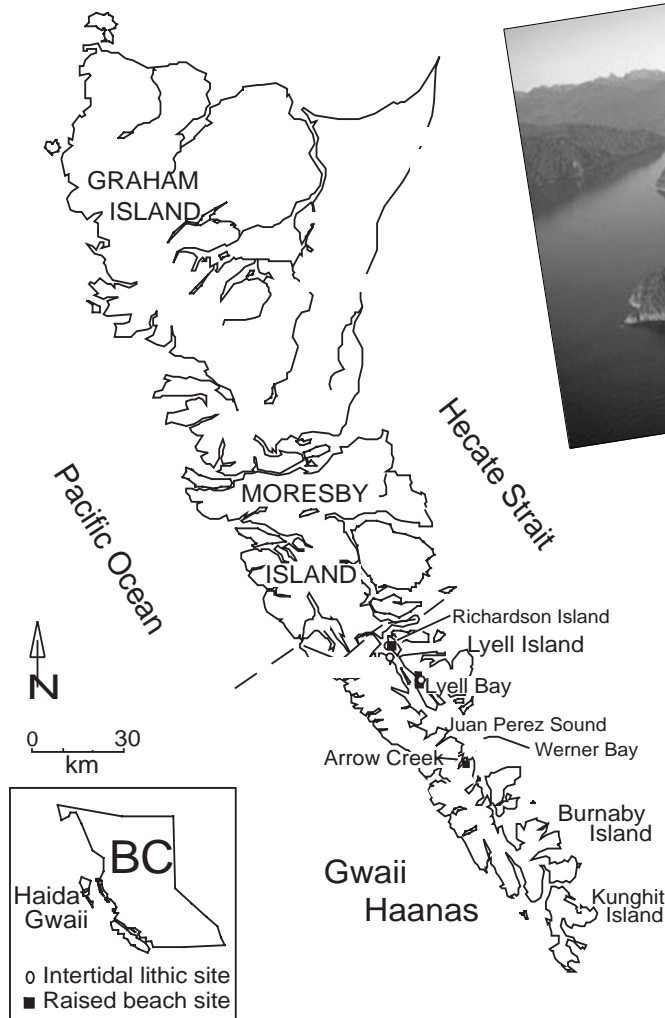 GRAHAM
ISLAND
Hecate Strait
Pacific Ocean
MORESBY
ISLAND
Richardson Island
Lyell Island
Lyell Bay
N
Juan Perez Sound
Werner Bay
0 30
km
Arrow Creek
Burnaby
Island
BC
Gwaii
Haanas
Haida
Gwaii
Kunghit
Island
Intertidal lithic site
Raised beach site